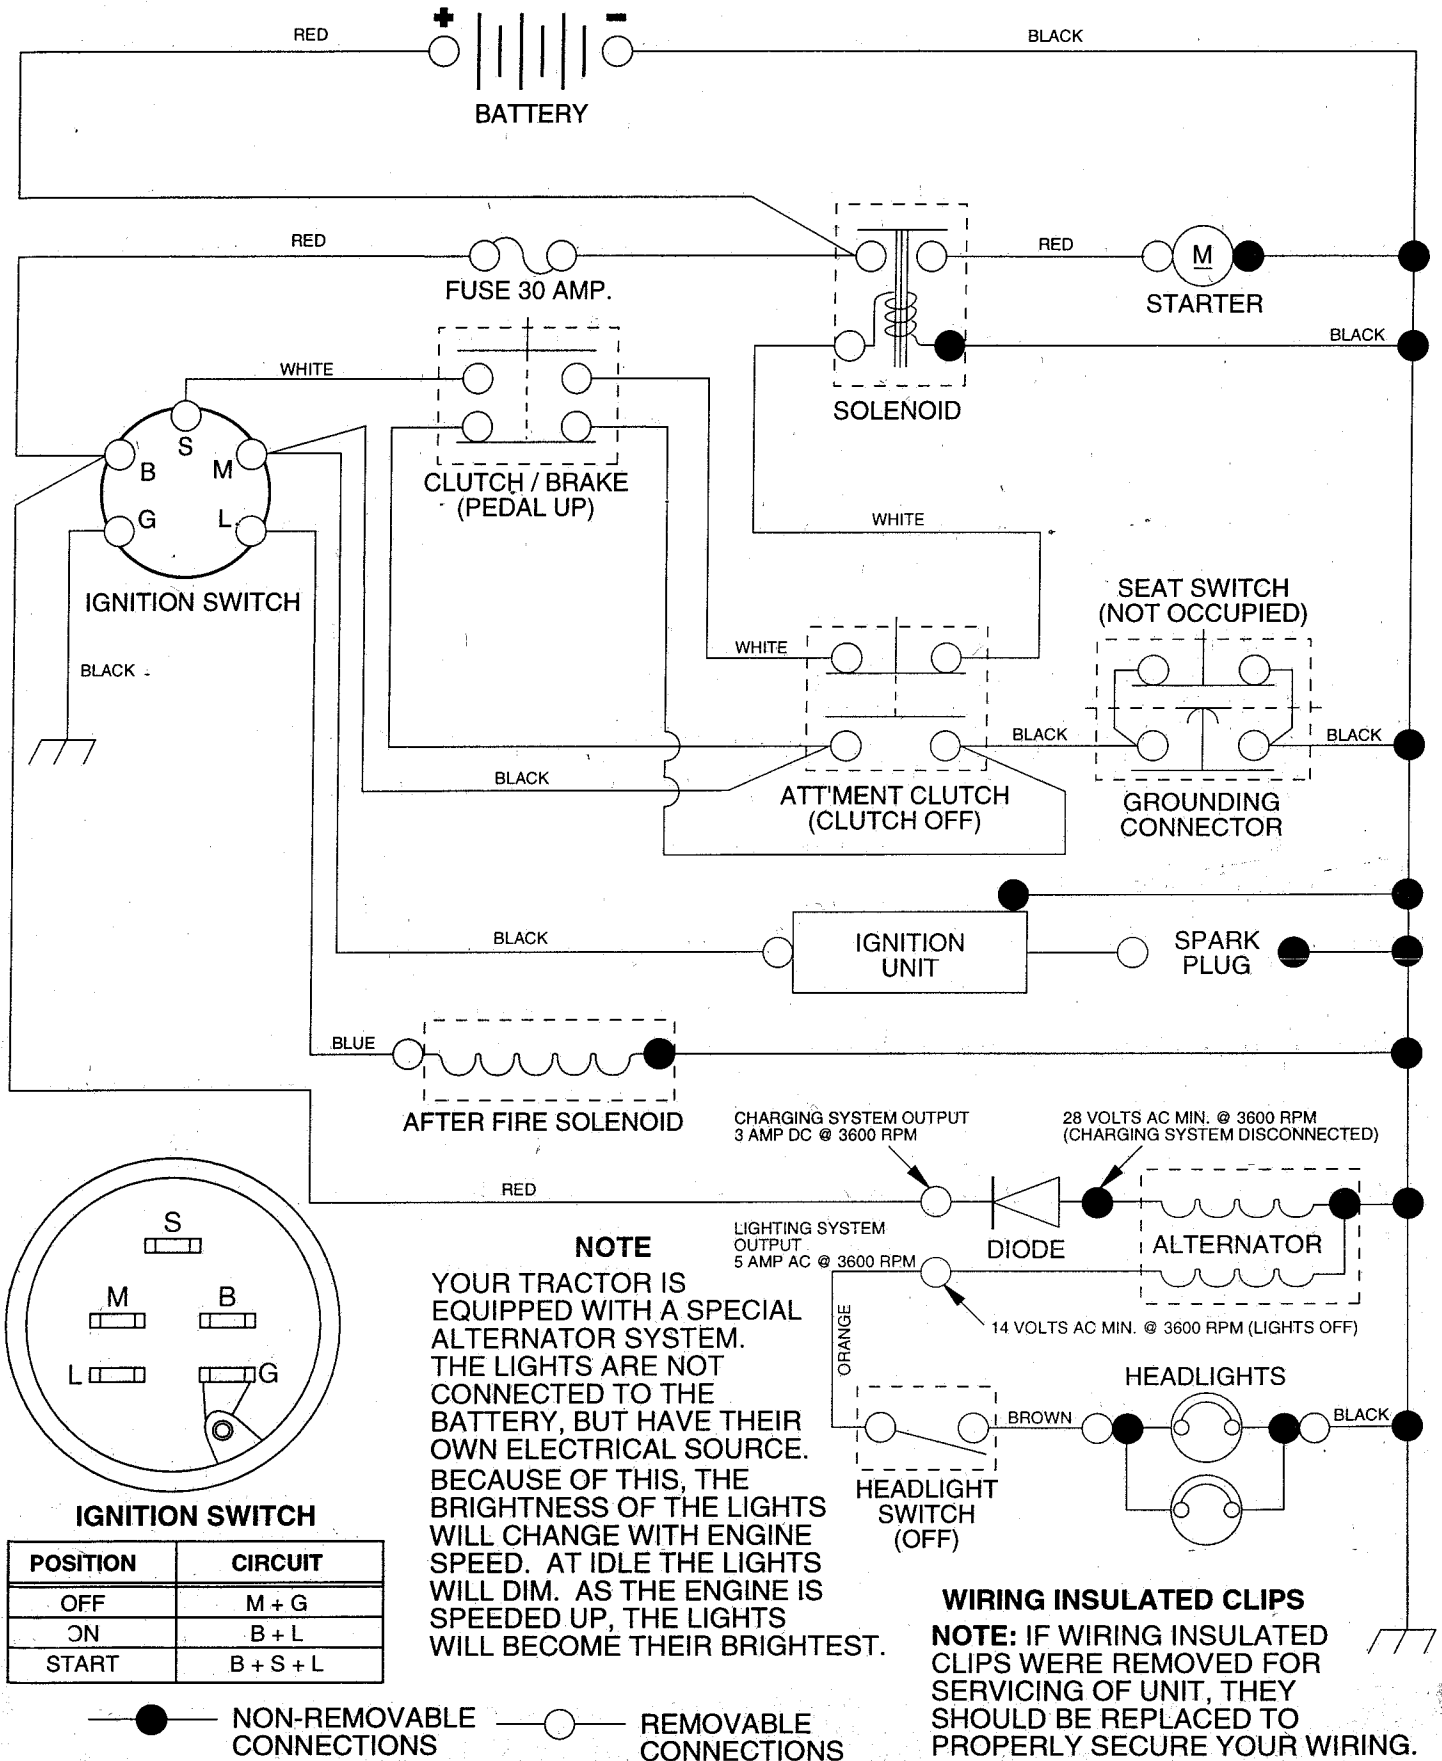 + -
RED
BLACK
BATTERY
RED
RED
M
FUSE 30 AMP.
STARTER
BLACK
WHITE
SOLENOID
S
B
M
G
L
CLUTCH / BRAKE
(PEDAL UP)
WHITE
IGNITION SWITCH
SEAT SWITCH
(NOT OCCUPIED)
WHITE
BLACK
BLACK
BLACK
BLACK
ATT'MENT CLUTCH
(CLUTCH OFF)
GROUNDING
CONNECTOR
BLACK
IGNITION
UNIT
SPARK
PLUG
BLUE
AFTER FIRE SOLENOID
CHARGING SYSTEM OUTPUT
3 AMP DC @ 3600 RPM
28 VOLTS AC MIN. @ 3600 RPM
(CHARGING SYSTEM DISCONNECTED)
RED
LIGHTING SYSTEM
OUTPUT
5 AMP AC @ 3600 RPM
DIODE
ALTERNATOR
14 VOLTS AC MIN. @ 3600 RPM (LIGHTS OFF)
ORANGE
HEADLIGHTS
BROWN
BLACK
HEADLIGHT
SWITCH
(OFF)
S
M
B
L
G
IGNITION SWITCH
POSITION CIRCUIT
OFF M + G
ON B + L
START B + S + L
NOTE
YOUR TRACTOR IS
EQUIPPED WITH A SPECIAL
ALTERNATOR SYSTEM.
THE LIGHTS ARE NOT
CONNECTED TO THE
BATTERY, BUT HAVE THEIR
OWN ELECTRICAL SOURCE.
BECAUSE OF THIS, THE
BRIGHTNESS OF THE LIGHTS
WILL CHANGE WITH ENGINE
SPEED. AT IDLE THE LIGHTS
WILL DIM. AS THE ENGINE IS
SPEEDED UP, THE LIGHTS
WILL BECOME THEIR BRIGHTEST.
WIRING INSULATED CLIPS
NOTE: IF WIRING INSULATED
CLIPS WERE REMOVED FOR
SERVICING OF UNIT, THEY
SHOULD BE REPLACED TO
PROPERLY SECURE YOUR WIRING.
NON-REMOVABLE
CONNECTIONS
REMOVABLE
CONNECTIONS